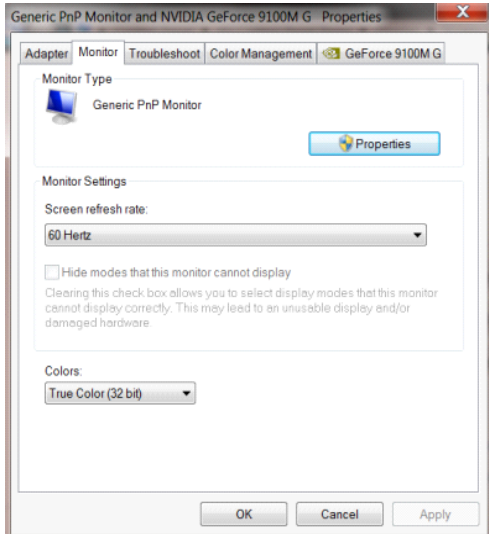 Generic PnP Monitor and NVIDIA GeForce 9100M G Properties
X
Adapter Monitor Troubleshoot Color Management GeForce 9100M G
Monitor Type
Generic PnP Monitor
Properties
Monitor Settings
Screen refresh rate:
60 Hertz
Hide modes that this monitor cannot display
Clearing this check box allows you to select display modes that this monitor
cannot display correctly. This may lead to an unusable display and/or
damaged hardware.
Colors:
True Color (32 bit)
OK Cancel Apply